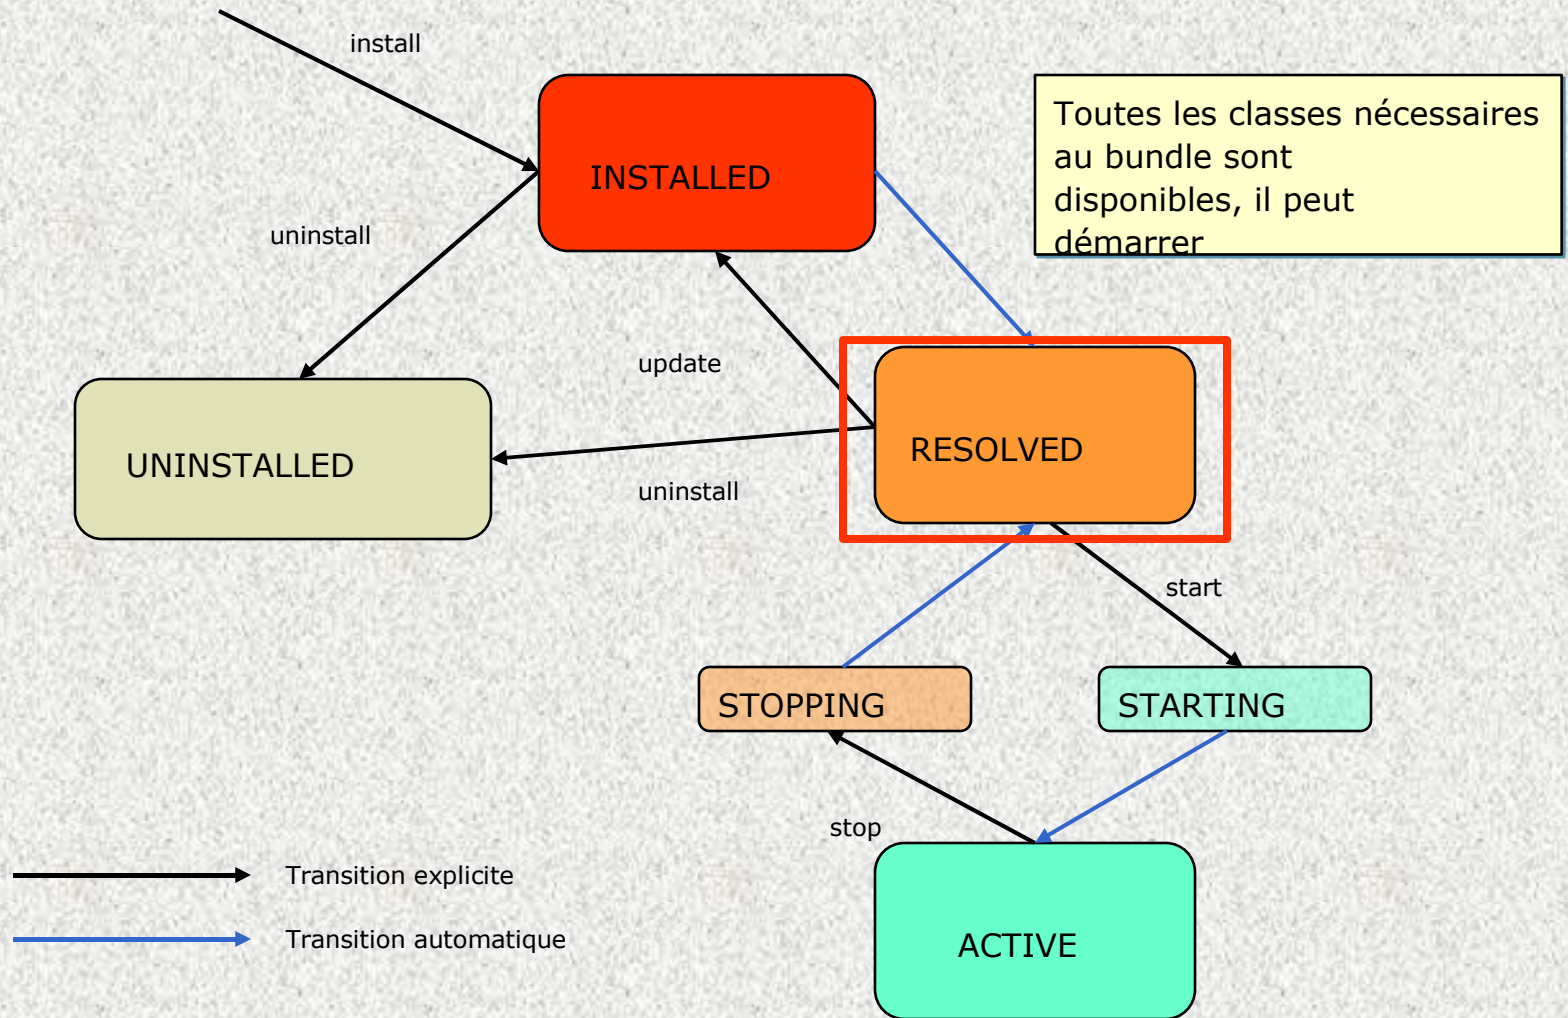 install
INSTALLED
Toutes les classes nécessaires
au bundle sont
disponibles, il peut
démarrer
uninstall
update
UNINSTALLED
RESOLVED
uninstall
start
STOPPING
STARTING
stop
Transition explicite
Transition automatique
ACTIVE